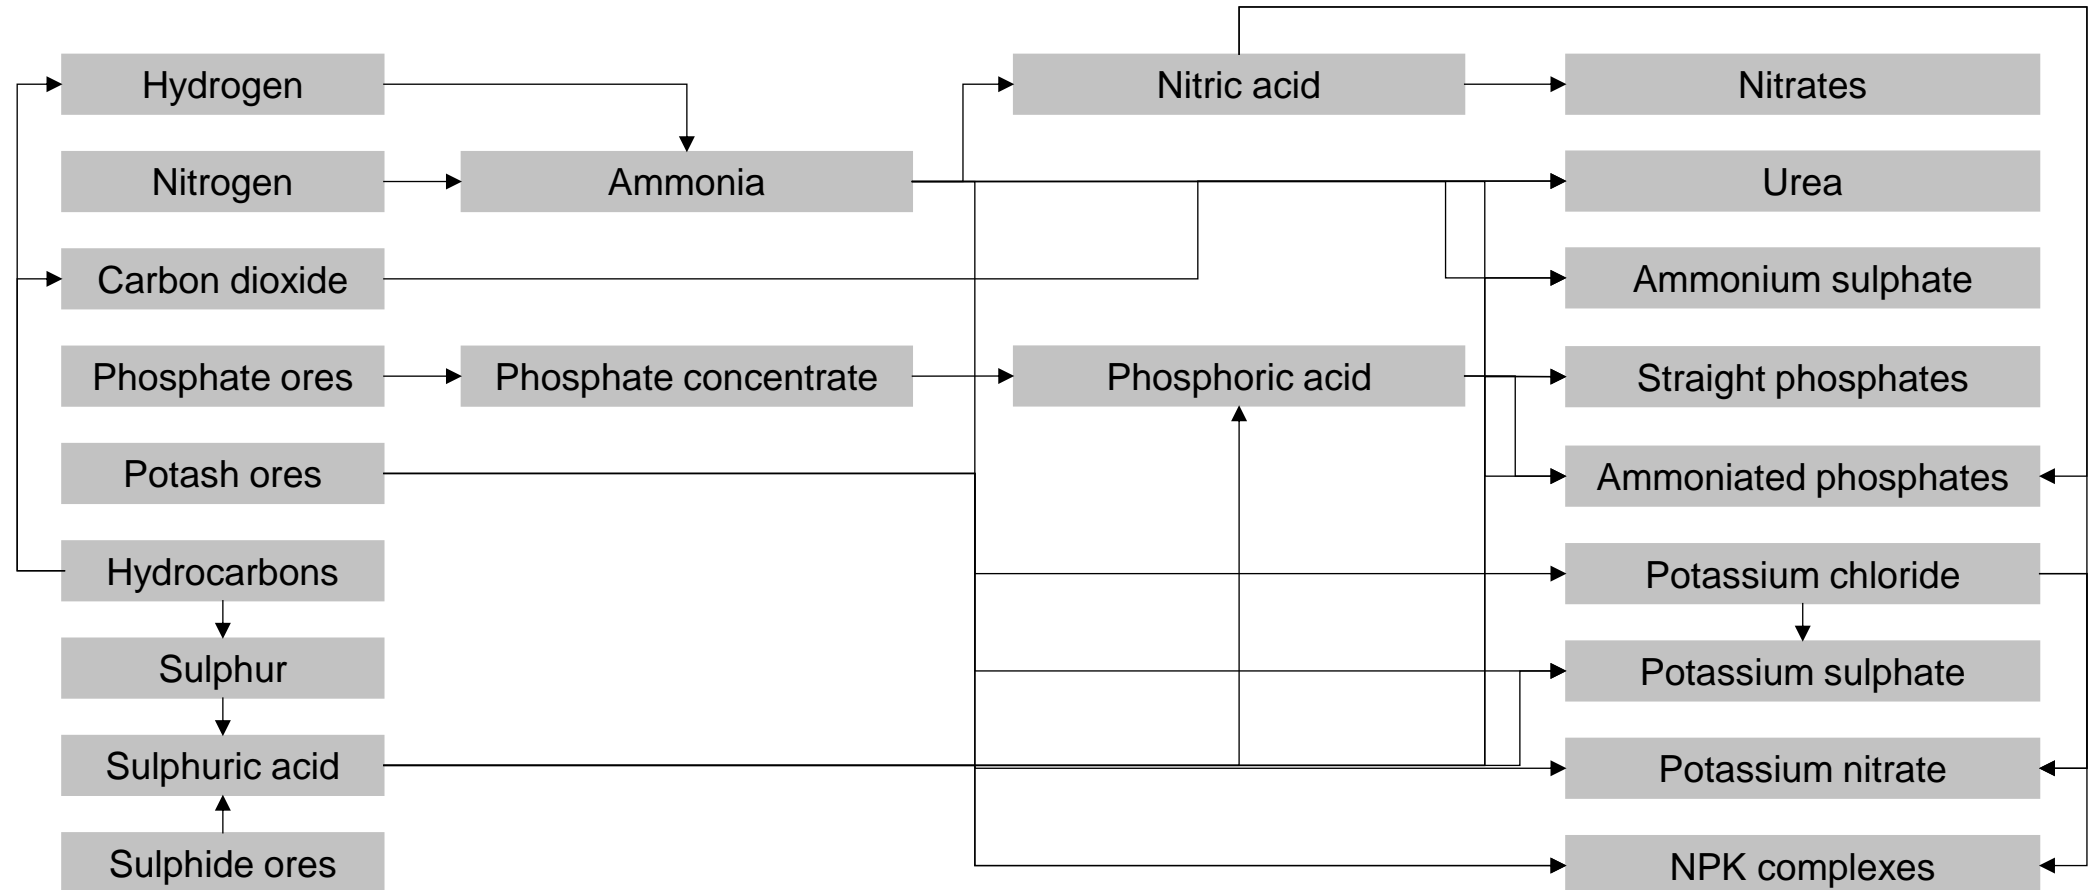 Hydrogen
Nitric acid
Nitrates
Nitrogen
Ammonia
Urea
Carbon dioxide
Ammonium sulphate
Phosphate ores
Phosphate concentrate
Phosphoric acid
Straight phosphates
Potash ores
Ammoniated phosphates
Hydrocarbons
Potassium chloride
Sulphur
Potassium sulphate
Sulphuric acid
Potassium nitrate
Sulphide ores
NPK complexes